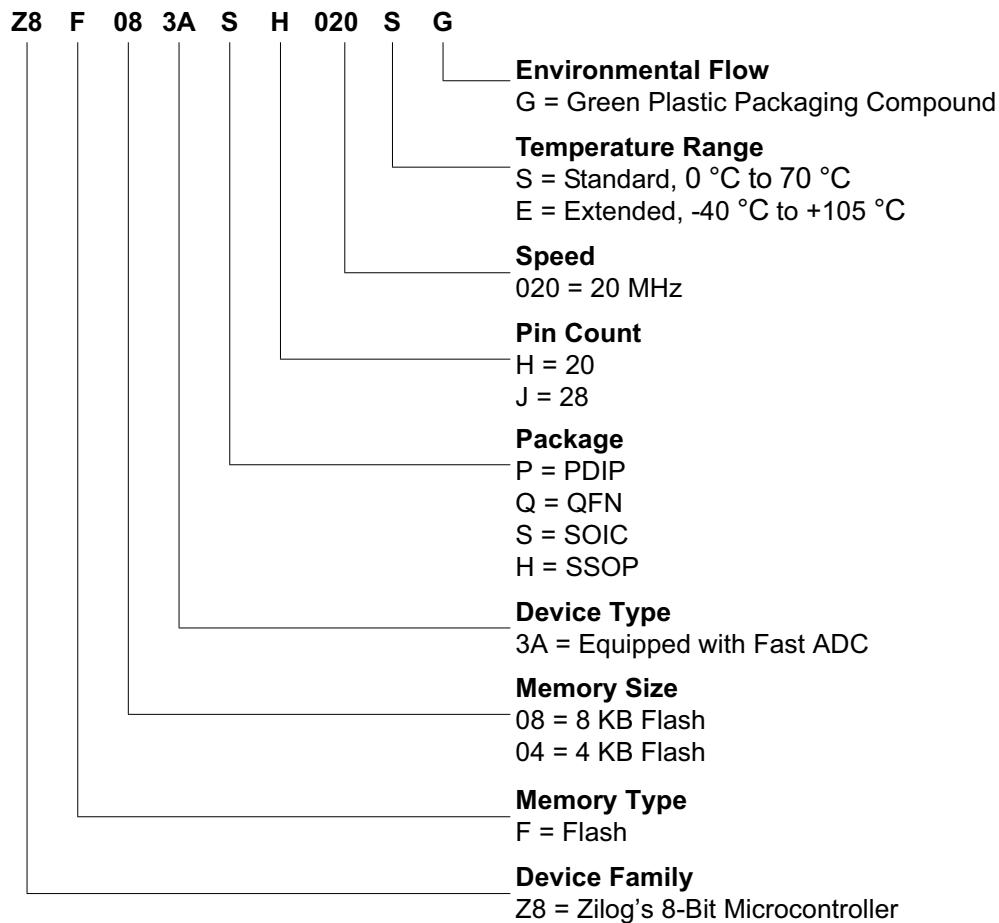 Z8 F 08 3A S H 020 S G
Environmental Flow
G = Green Plastic Packaging Compound
Temperature Range
S = Standard, 0 °C to 70 °C
E = Extended, -40 °C to +105 °C
Speed
020 = 20 MHz
Pin Count
H = 20
J = 28
Package
P = PDIP
Q = QFN
S = SOIC
H = SSOP
Device Type
3A = Equipped with Fast ADC
Memory Size
08 = 8 KB Flash
04 = 4 KB Flash
Memory Type
F = Flash
Device Family
Z8 = Zilog's 8-Bit Microcontroller